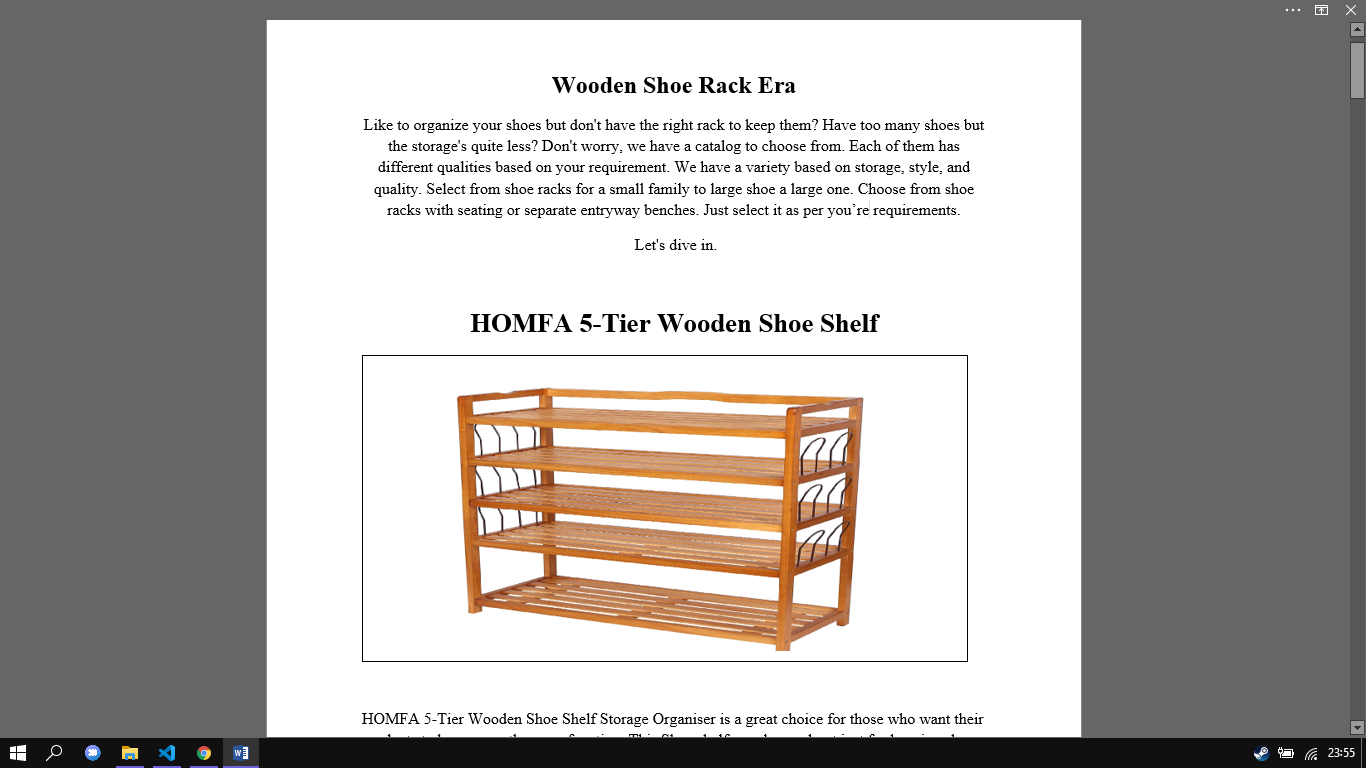 Wooden Shoe Rack Era
Like to organize your shoes but don't have the right rack to keep them? Have too many shoes but
the storage's quite less? Don't worry, we have a catalog to choose from. Each of them has
different qualities based on your requirement. We have a variety based on storage, style, and
quality. Select from shoe racks for a small family to large shoe a large one. Choose from shoe
racks with seating or separate entryway benches. Just select it as per you’re requirements.
Let's dive in.
HOMFA 5-Tier Wooden Shoe Shelf
HOMFA 5-Tier Wooden Shoe Shelf Storage Organiser is a great choice for those who want their
23:55